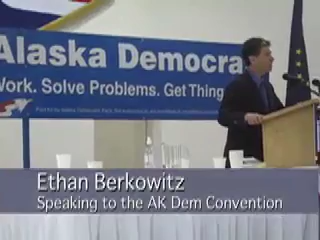 Alaska Democra
Work. Solve Problems. Get Thing
Ethan Berkowitz
Speaking to the AK Dem Convention